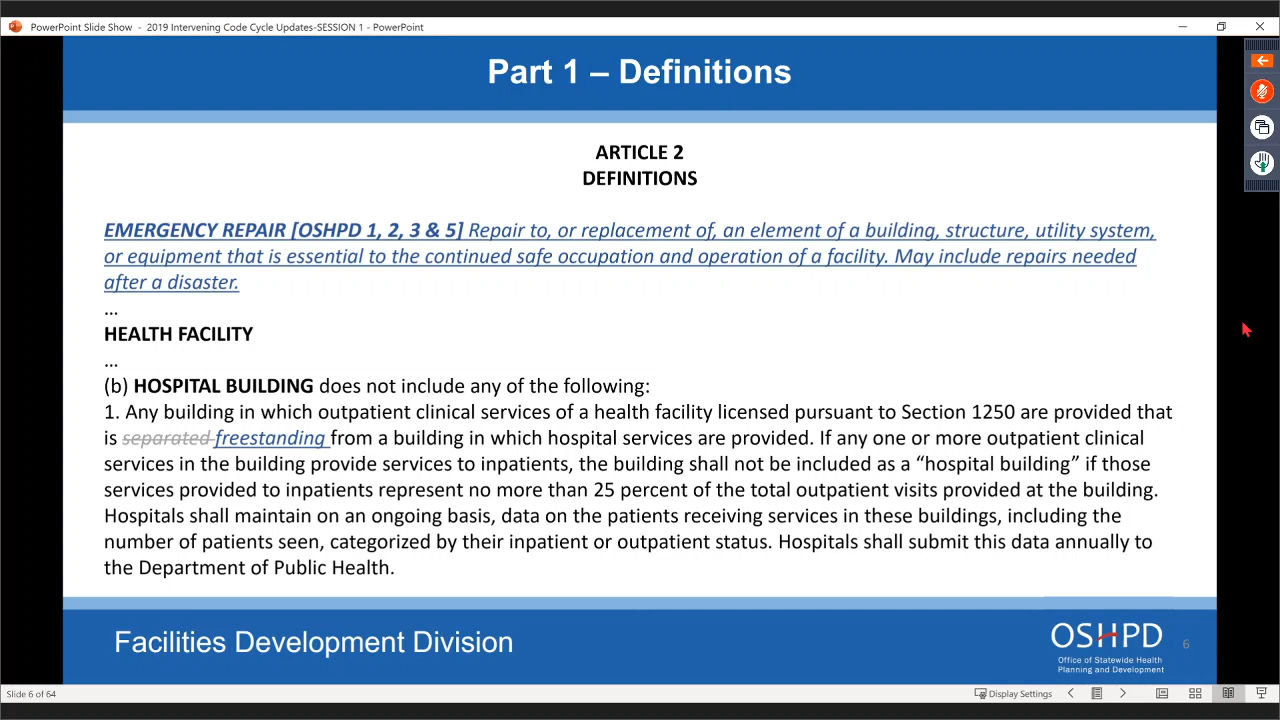 PowerPoint Slide Show - 2019 Intervening Code Cycle Updates-SESSION 1 - PowerPoint
Part 1 – Definitions
ARTICLE 2
DEFINITIONS
EMERGENCY REPAIR [OSHPD 1, 2, 3 & 5] Repair to, or replacement of, an element of a building, structure, utility system,
or equipment that is essential to the continued safe occupation and operation of a facility. May include repairs needed
after a disaster.
...
HEALTH FACILITY
...
(b) HOSPITAL BUILDING does not include any of the following:
1. Any building in which outpatient clinical services of a health facility licensed pursuant to Section 1250 are provided that
is separated freestanding from a building in which hospital services are provided. If any one or more outpatient clinical
services in the building provide services to inpatients, the building shall not be included as a “hospital building” if those
services provided to inpatients represent no more than 25 percent of the total outpatient visits provided at the building.
Hospitals shall maintain on an ongoing basis, data on the patients receiving services in these buildings, including the
number of patients seen, categorized by their inpatient or outpatient status. Hospitals shall submit this data annually to
the Department of Public Health.
Facilities Development Division
OSHPD
Office of Statewide Health
Planning and Development
6
Slide 6 of 64
Display Settings